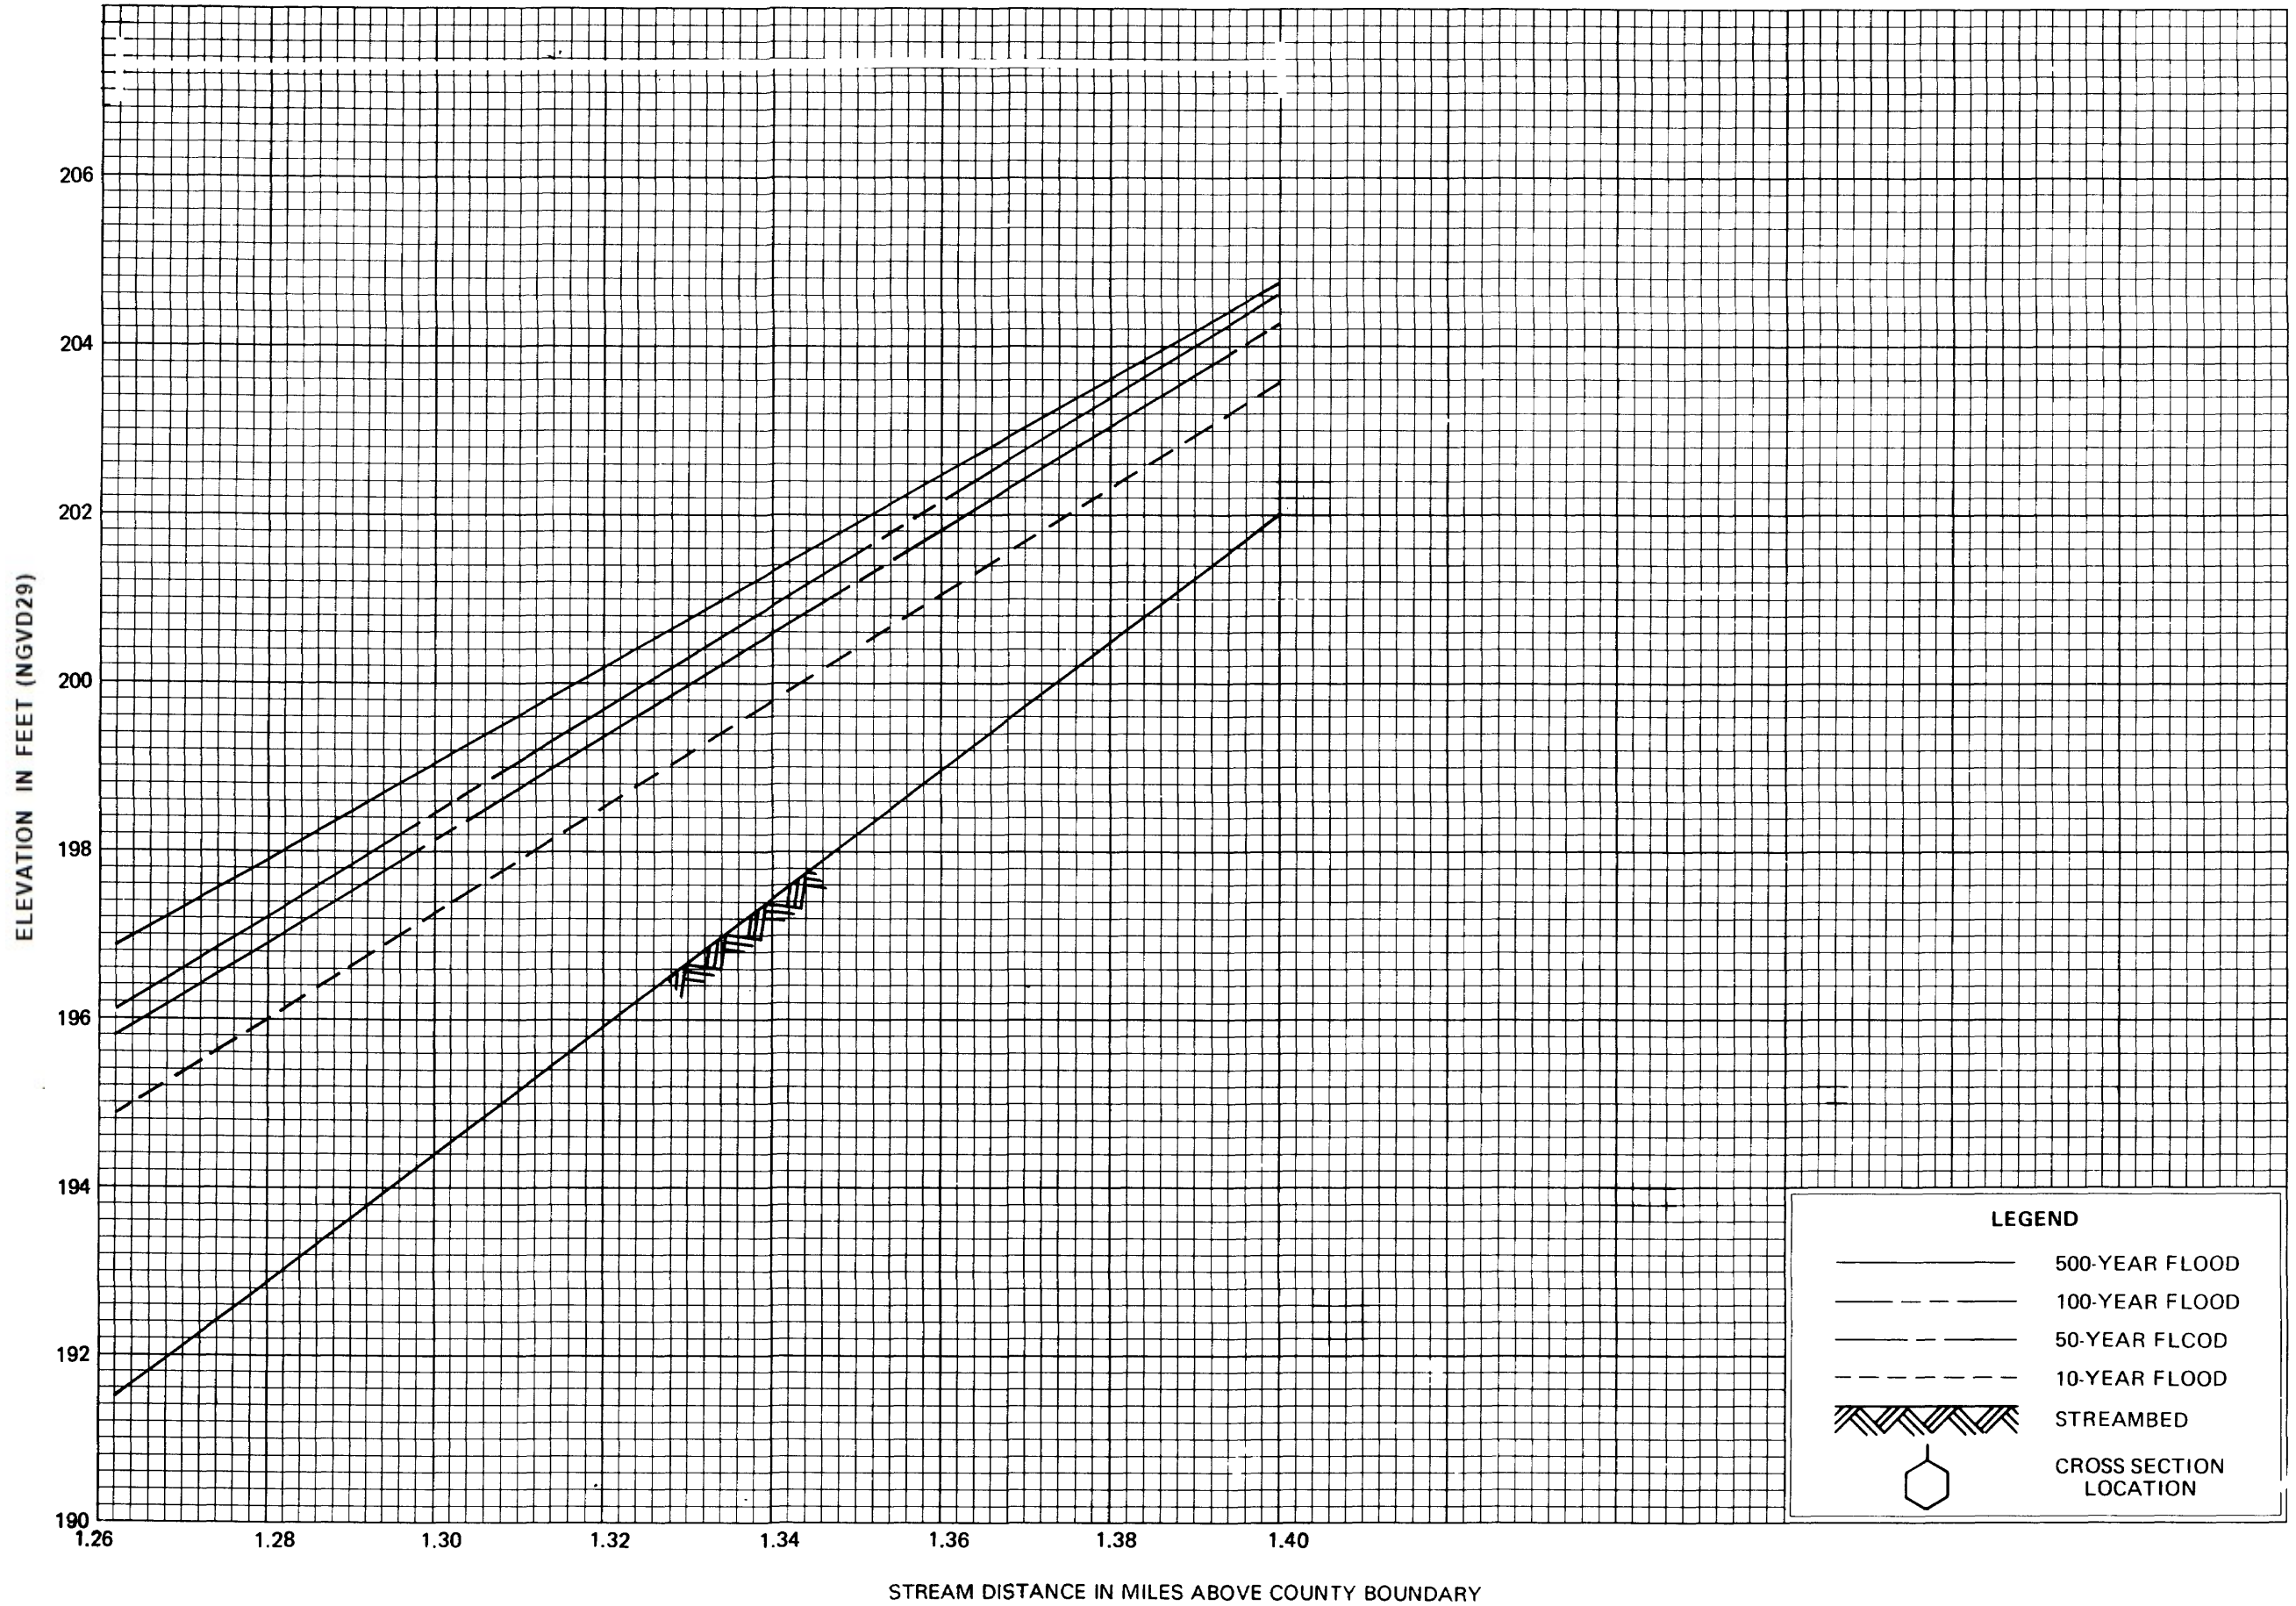 ELEVATION IN FEET (NGVD29)
206
204
202
200
198
196
194
192
190
1.26 1.28 1.30 1.32 1.34 1.36 1.38 1.40
STREAM DISTANCE IN MILES ABOVE COUNTY BOUNDARY
LEGEND
500-YEAR FLOOD
100-YEAR FLOOD
50-YEAR FLCOD
10-YEAR FLOOD
STREAMBED
CROSS SECTION
LOCATION